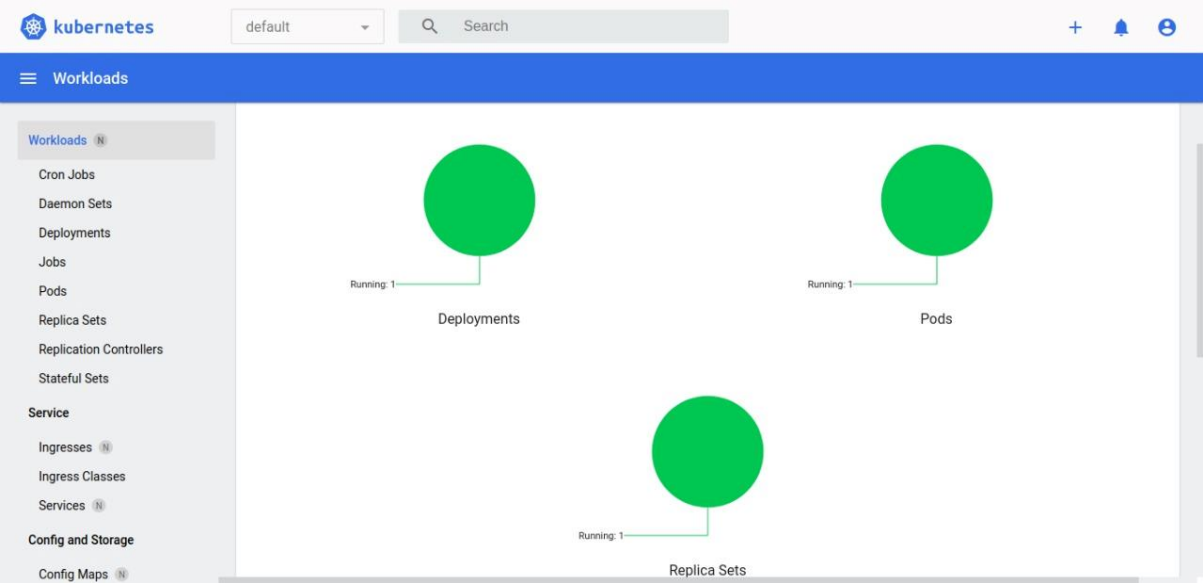 kubernetes
default
Search
Workloads
Workloads N
Cron Jobs
Daemon Sets
Deployments
Jobs
Pods
Replica Sets
Replication Controllers
Stateful Sets
Service
Ingresses N
Ingress Classes
Services N
Config and Storage
Config Maps N
Running: 1
Deployments
Running: 1
Pods
Running: 1
Replica Sets